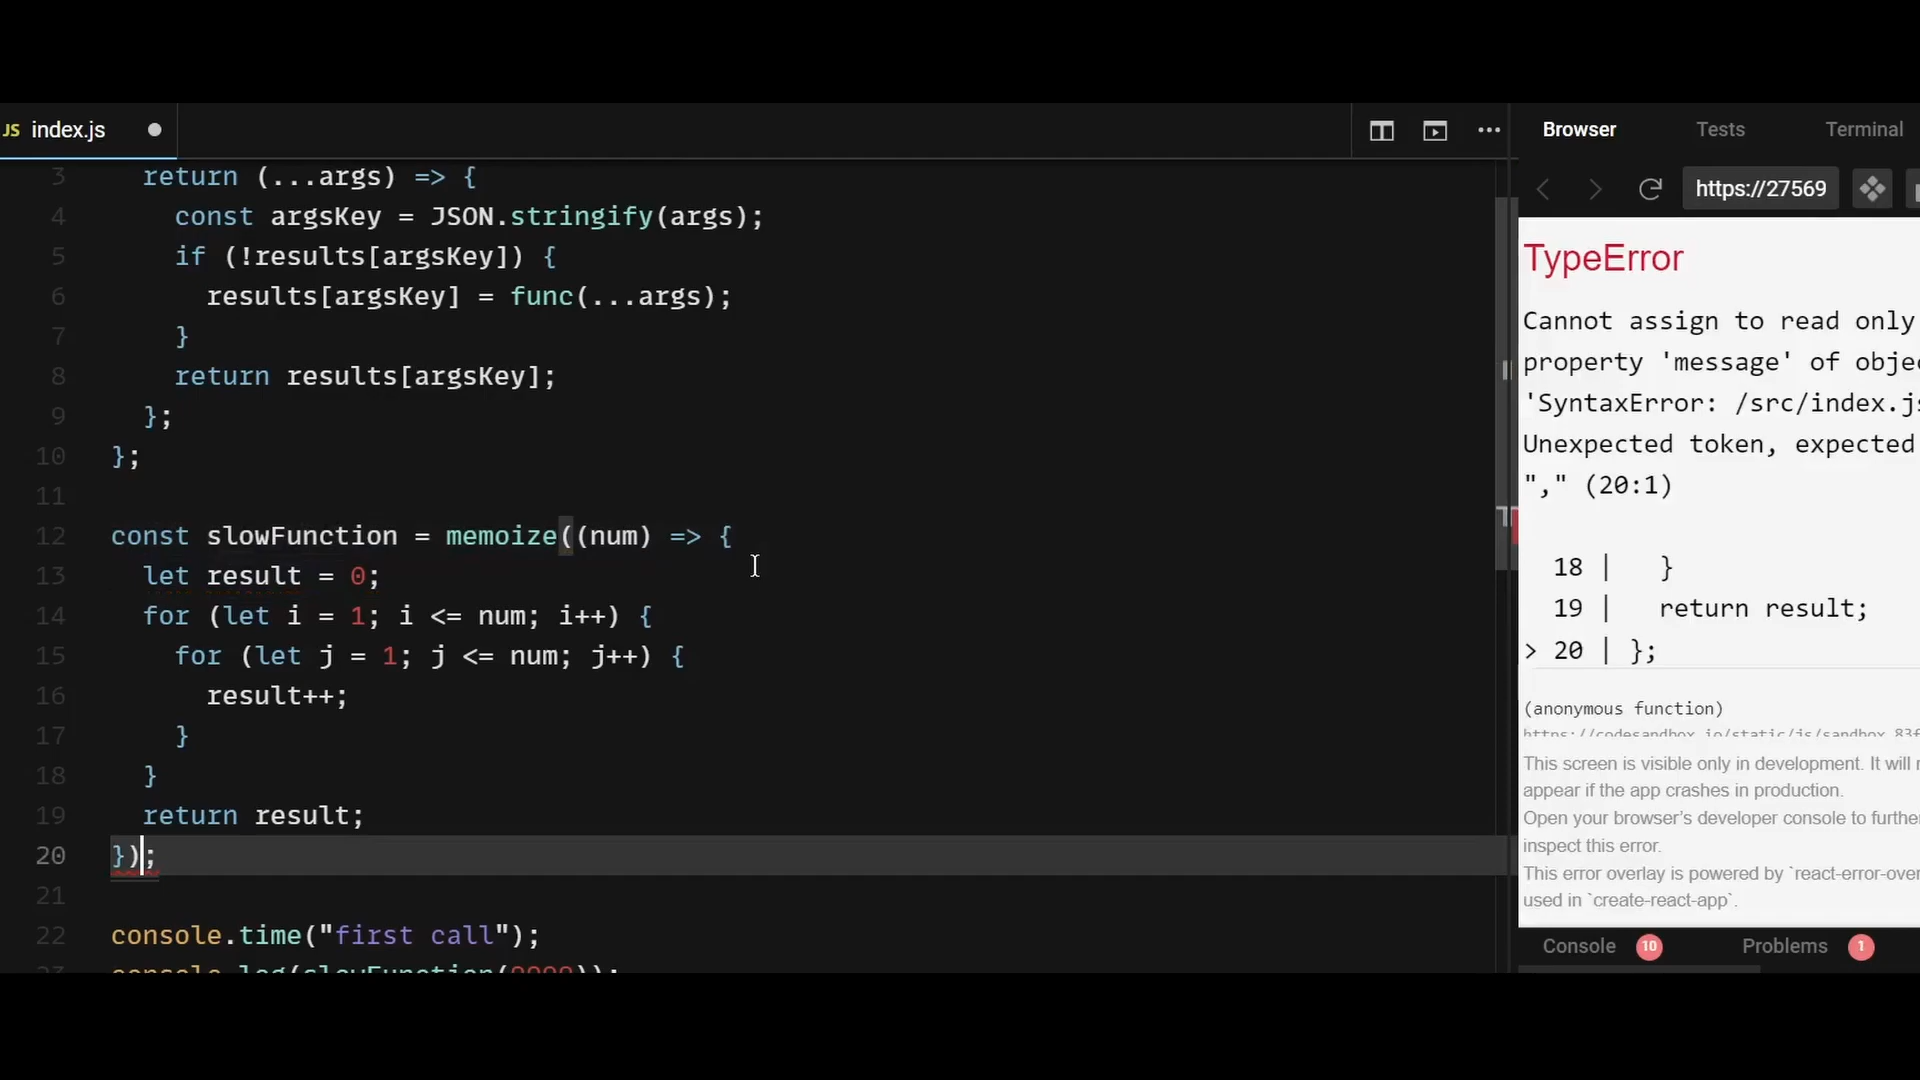 JS index.js
3 return (...args) => {
4 const argsKey = JSON.stringify(args);
5 if (!results[argsKey]) {
6 results[argsKey] = func(...args);
7 }
8 return results[argsKey];
9 };
10 };
11
12 const slowFunction = memoize((num) => {
13 let result = 0;
14 for (let i = 1; i <= num; i++) {
15 for (let j = 1; j <= num; j++) {
16 result++;
17 }
18 }
19 return result;
20 });
21
22 console.time("first call");
Browser Tests Terminal
https://27569
TypeError
Cannot assign to read only
property 'message' of objec
'SyntaxError: /src/index.js
Unexpected token, expected
"," (20:1)
18 | }
19 | return result;
> 20 | };
(anonymous function)
This screen is visible only in development. It will
appear if the app crashes in production.
Open your browser's developer console to further
inspect this error.
This error overlay is powered by `react-error-over
used in `create-react-app`.
Console 10 Problems 1